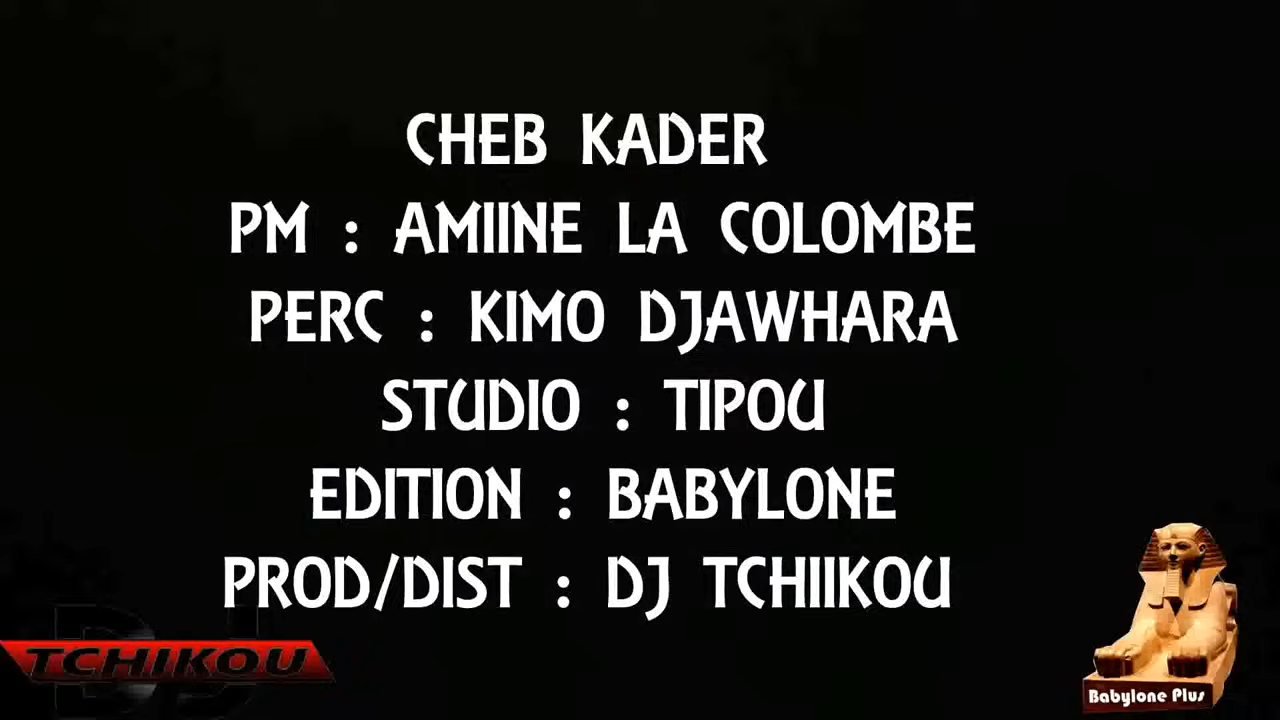 CHEB KADER
PM : AMIINE LA COLOMBE
PERC : KIMO DJAWHARA
STUDIO : TIPOU
EDITION : BABYLONE
PROD/DIST : DJ TCHIIKOU
DJ
TCHIKOU
Babylone Plus